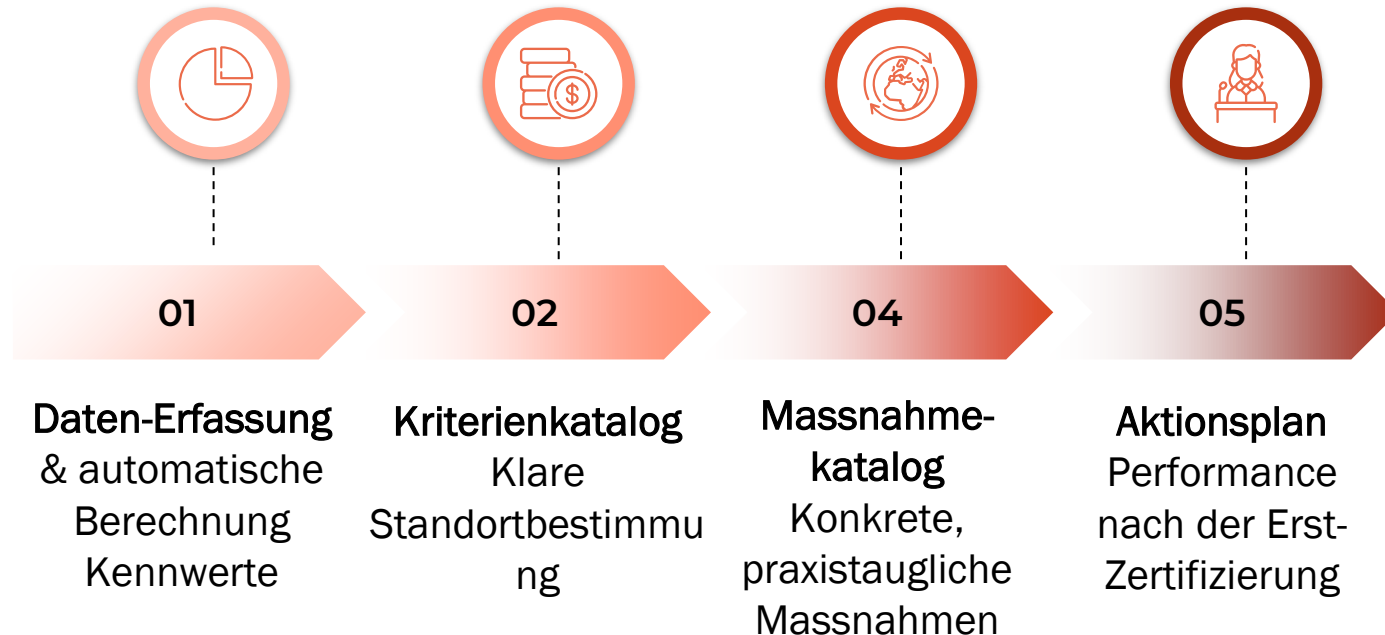 $
01
02
04
05
Daten-Erfassung
& automatische
Berechnung
Kennwerte
Kriterienkatalog
Klare
Standortbestimmu
ng
Massnahme-
katalog
Konkrete,
praxistaugliche
Massnahmen
Aktionsplan
Performance
nach der Erst-
Zertifizierung